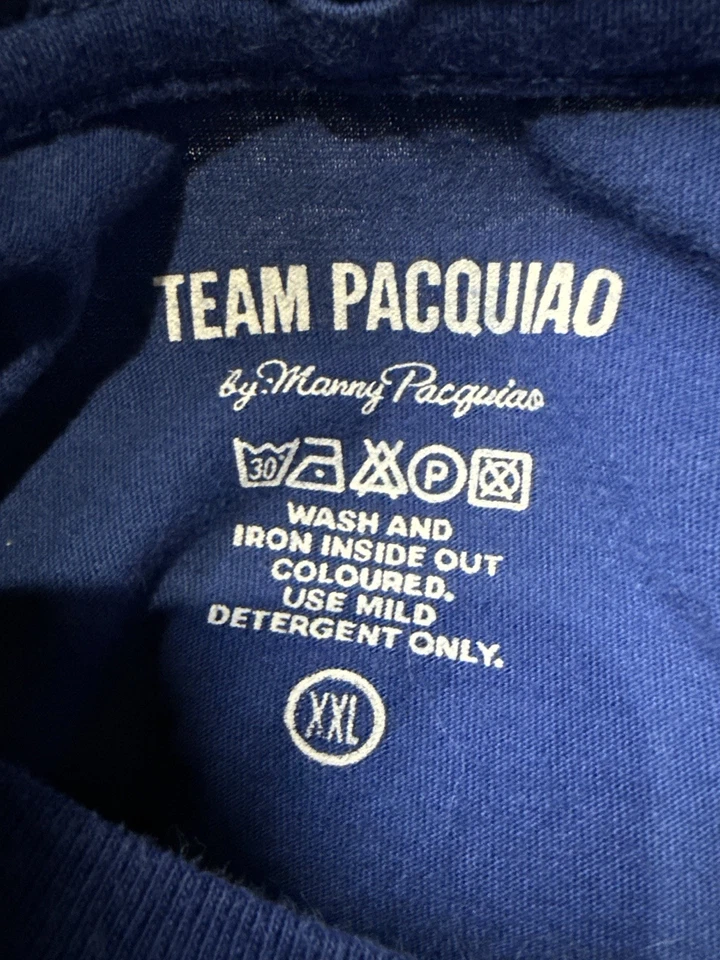 TEAM PACQUIAO
by: Manny Pacquiao
30 P
WASH AND
IRON INSIDE OUT
COLOURED.
USE MILD
DETERGENT ONLY.
XXL